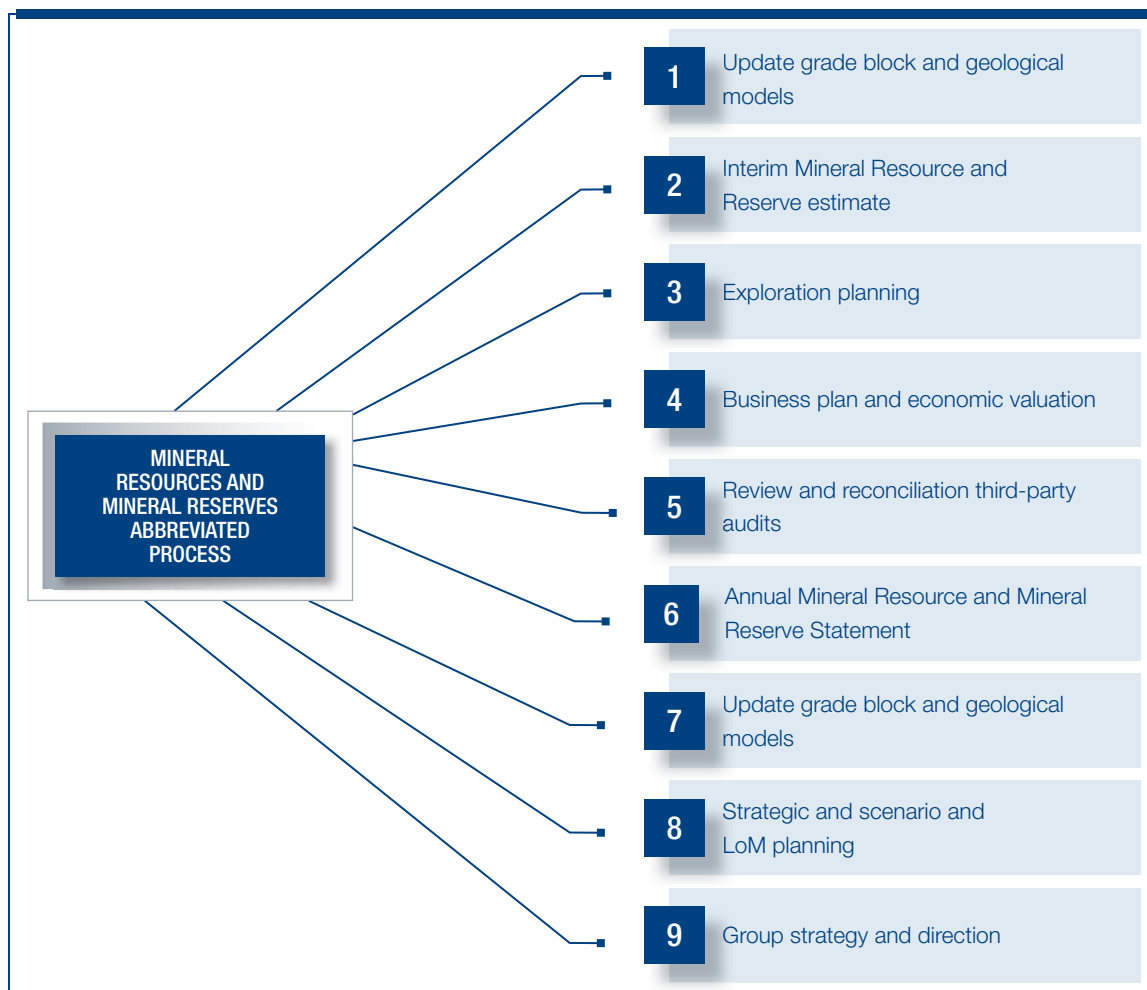 MINERAL
RESOURCES AND
MINERAL RESERVES
ABBREVIATED
PROCESS
1
Update grade block and geological
models
2
Interim Mineral Resource and
Reserve estimate
3
Exploration planning
4
Business plan and economic valuation
5
Review and reconciliation third-party
audits
6
Annual Mineral Resource and Mineral
Reserve Statement
7
Update grade block and geological
models
8
Strategic and scenario and
LoM planning
9
Group strategy and direction